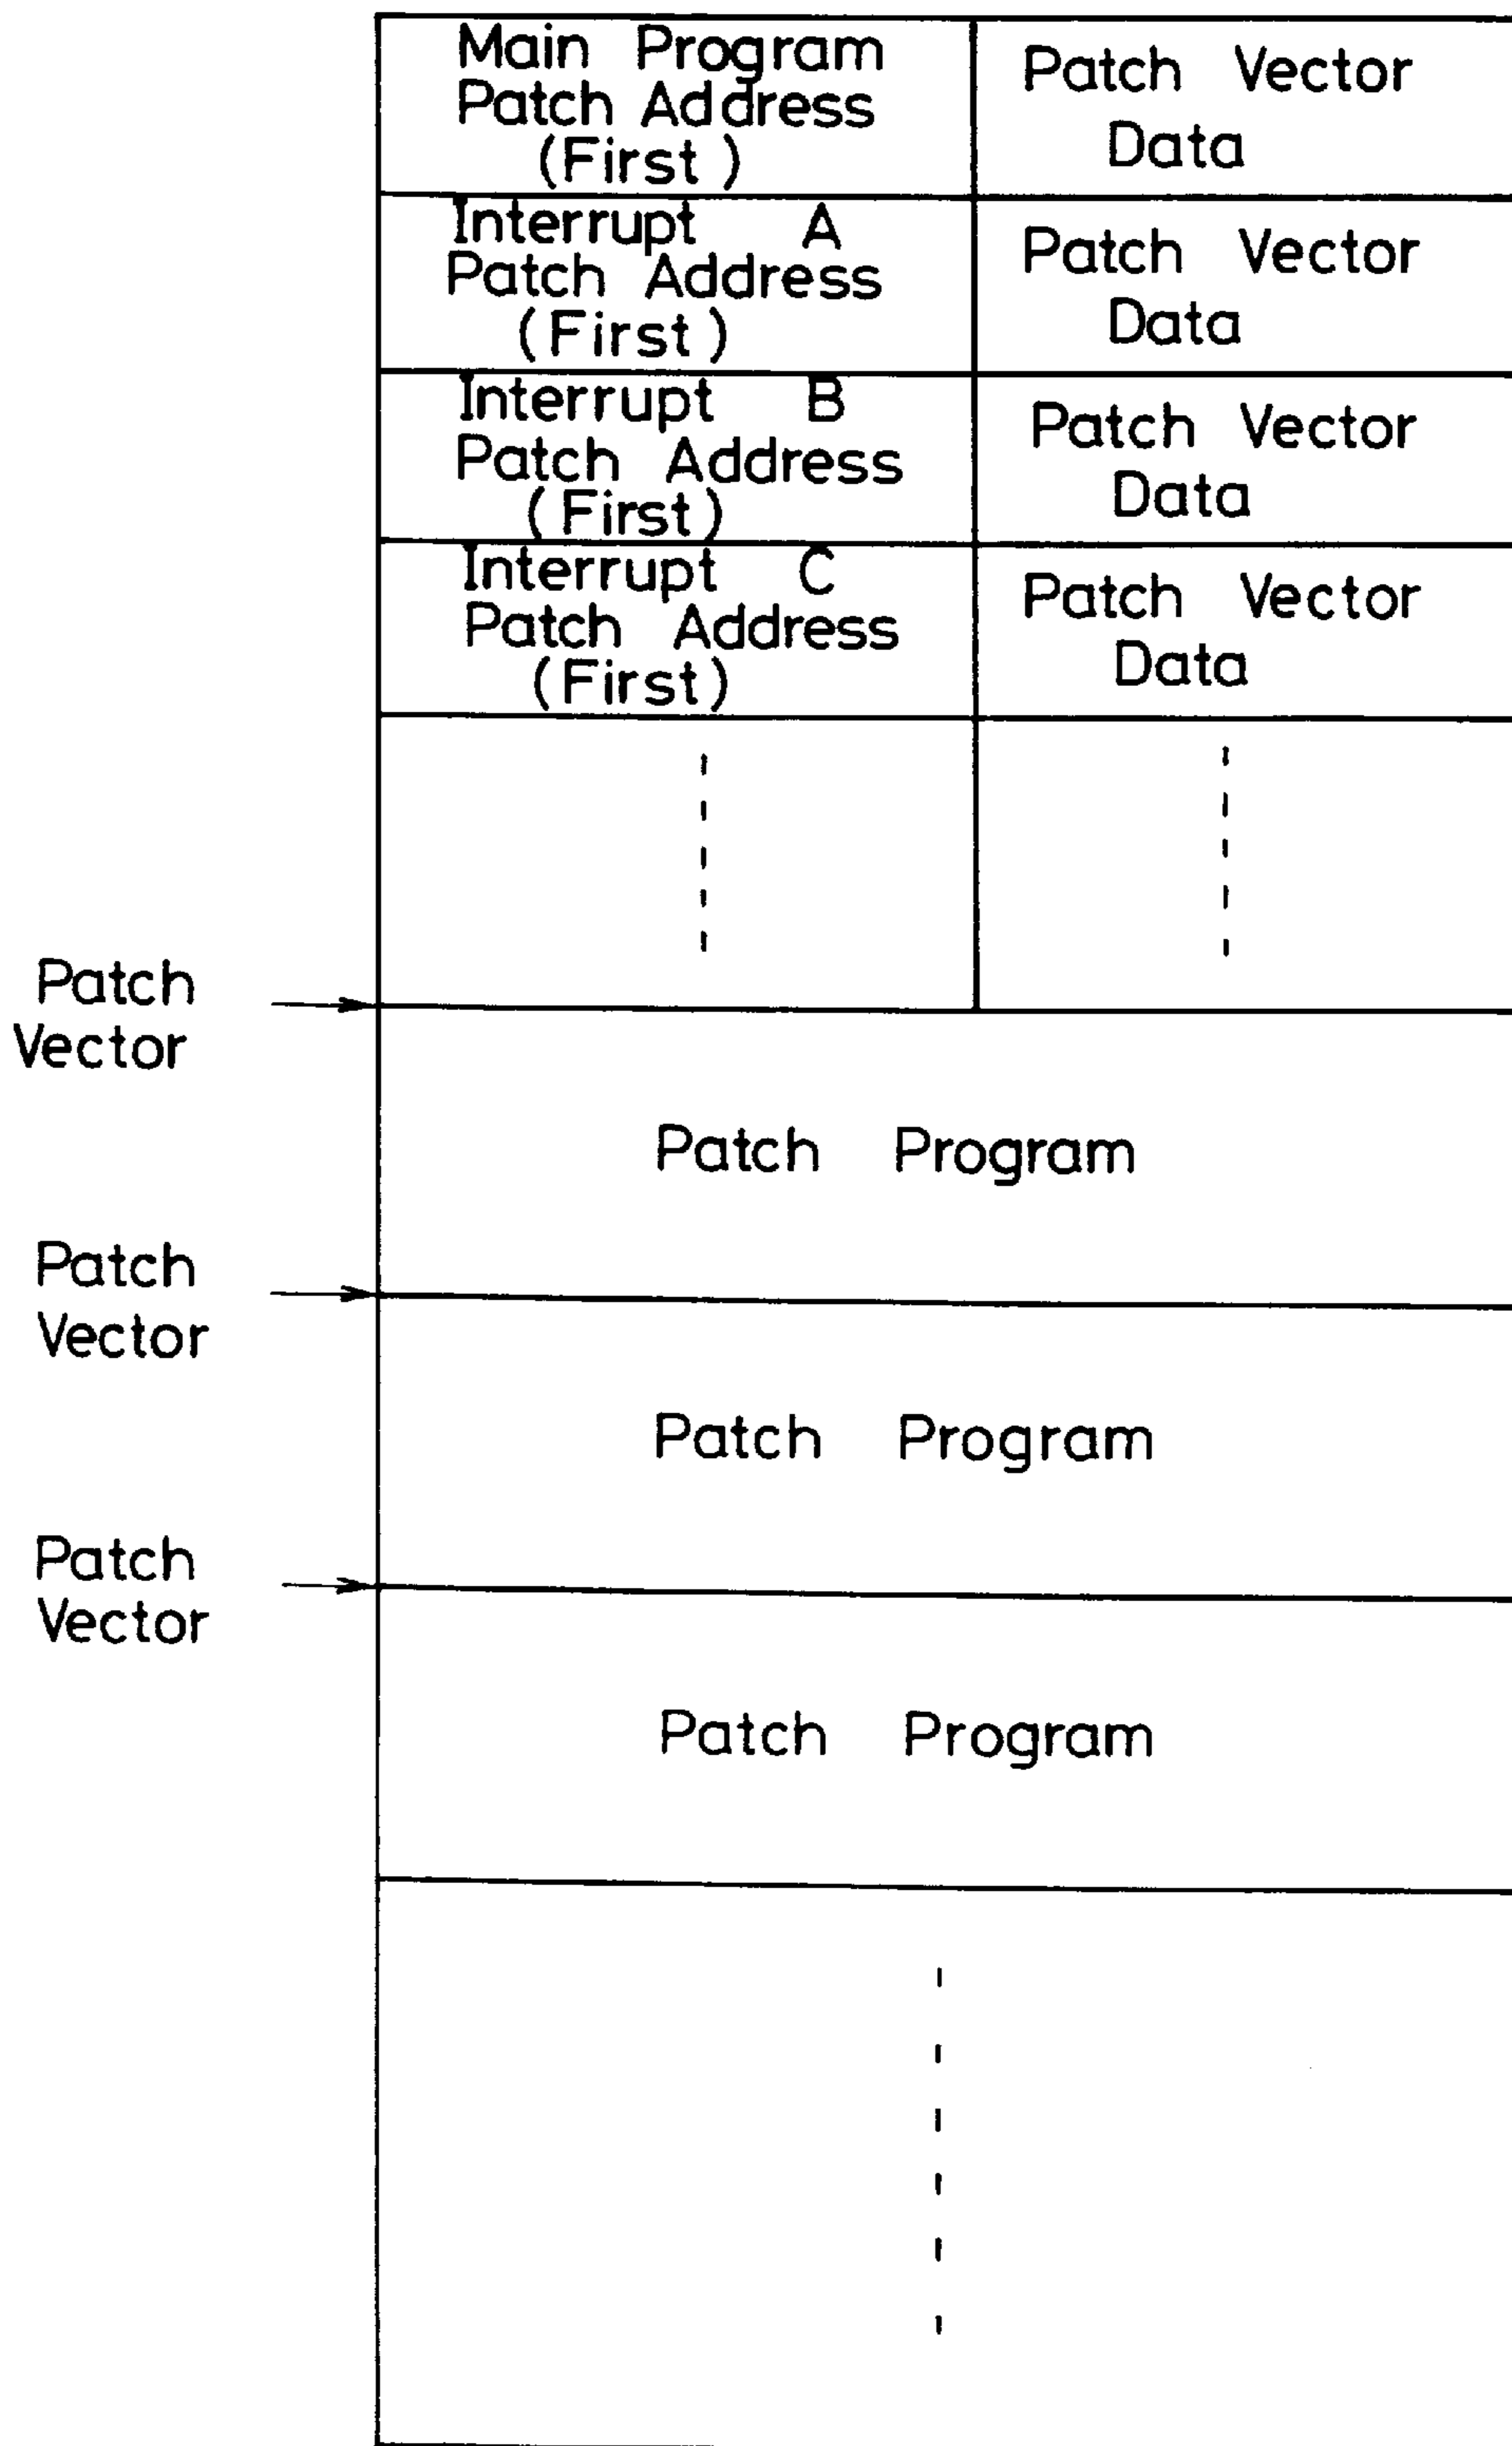 Main Program
Patch Address
(First)
Patch Vector
Data
Interrupt A
Patch Address
(First)
Patch Vector
Data
Interrupt B
Patch Address
(First)
Patch Vector
Data
Interrupt C
Patch Address
(First)
Patch Vector
Data
Patch
Vector
Patch Program
Patch
Vector
Patch Program
Patch
Vector
Patch Program